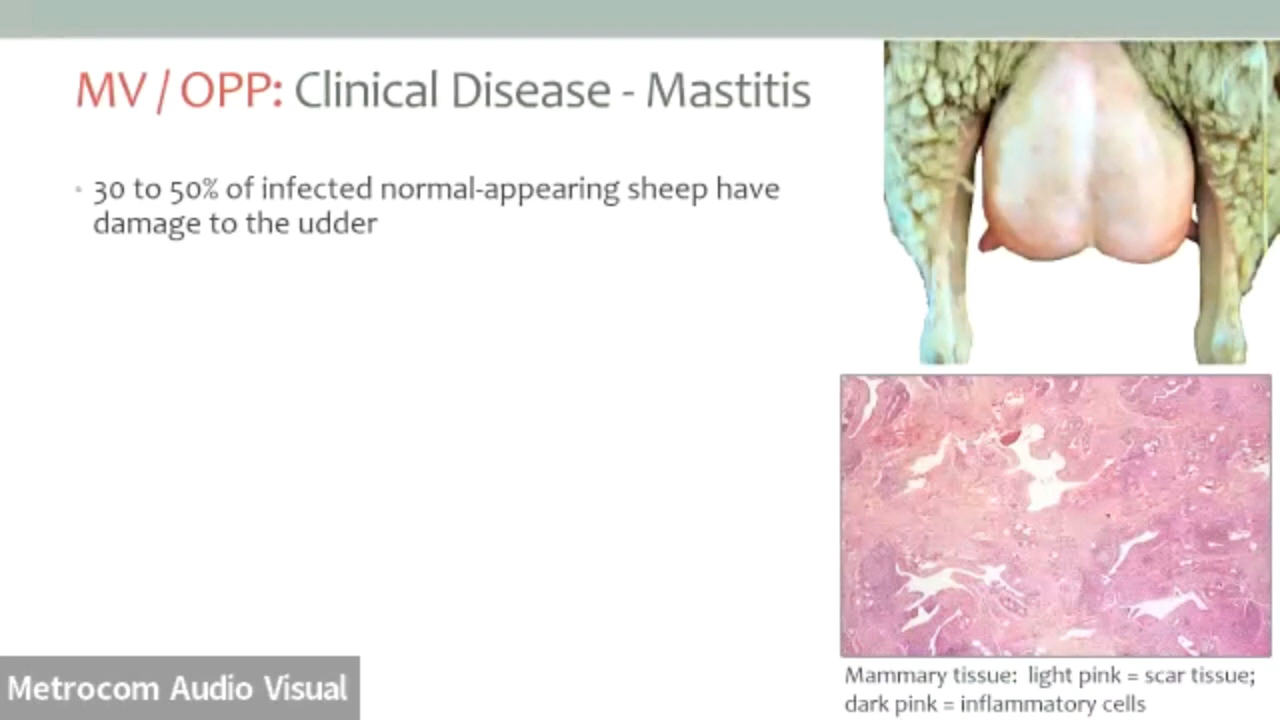 MV / OPP: Clinical Disease - Mastitis
• 30 to 50% of infected normal-appearing sheep have
damage to the udder
Mammary tissue: light pink = scar tissue;
dark pink = inflammatory cells
Metrocom Audio Visual